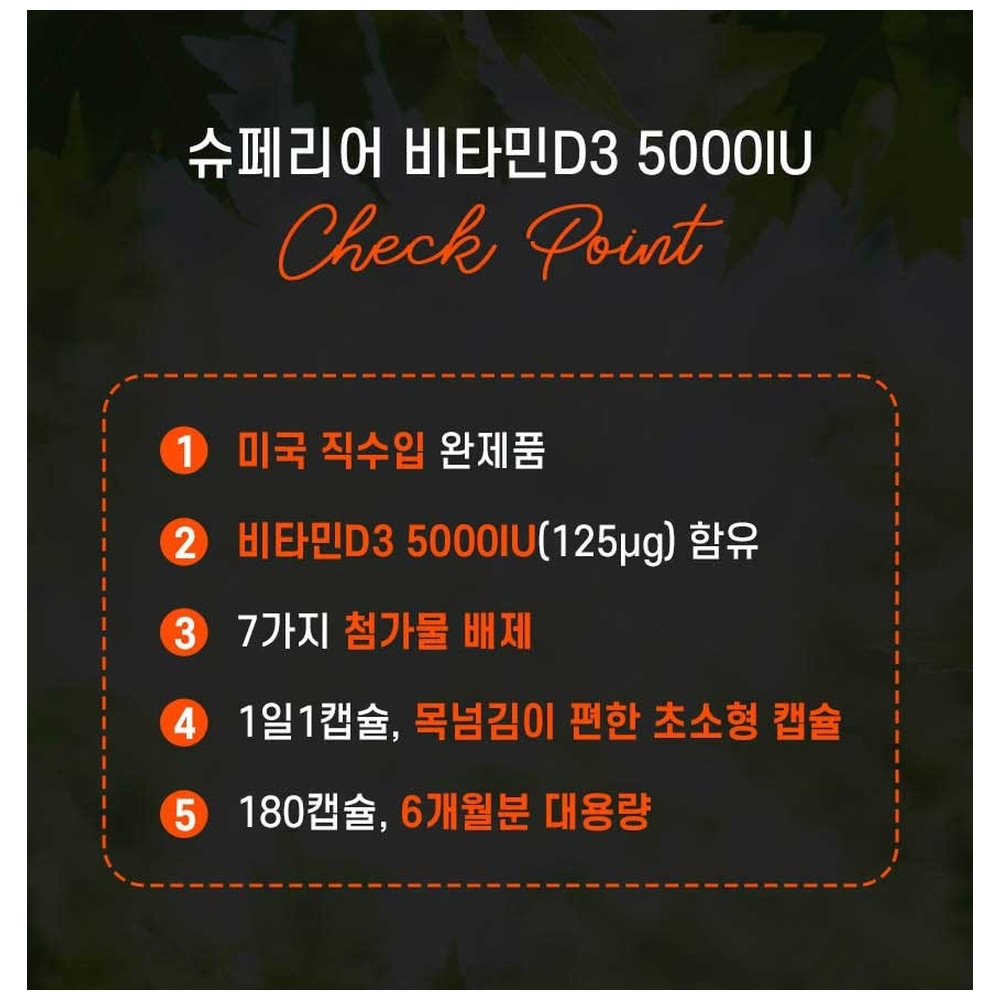 슈페리어 비타민D3 5000IU
Check Point
1 미국 직수입 완제품
2 비타민D3 5000IU(125μg) 함유
3 7가지 첨가물 배제
4 1일1캡슐, 목넘김이 편한 초소형 캡슐
5 180캡슐, 6개월분 대용량